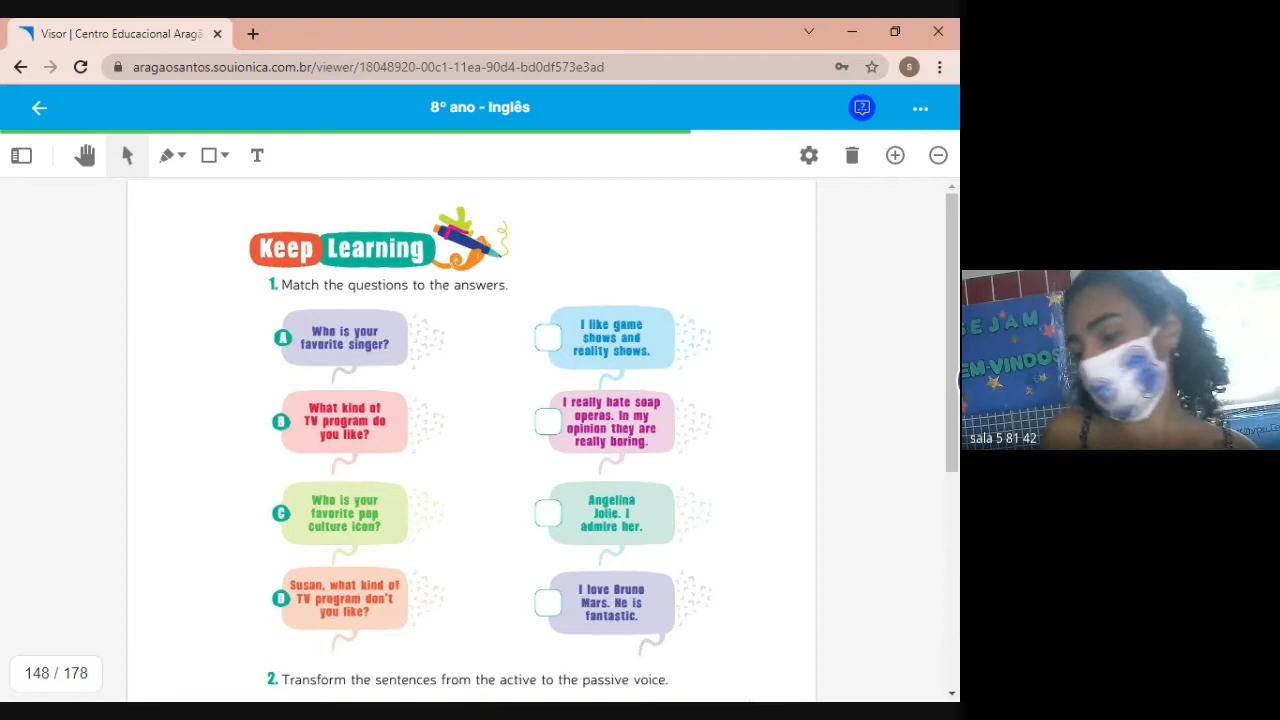 Visor | Centro Educacional Aragã
aragaosantos.souionica.com.br/viewer/18048920-00c1-11ea-90d4-bd0df573e3ad
s
8º ano - Inglês
?
T
Keep Learning
1. Match the questions to the answers.
A
Who is your
favorite singer?
I like game
shows and
reality shows.
B
What kind of
TV program do
you like?
I really hate soap
operas. In my
opinion they are
really boring.
C
Who is your
favorite pop
culture icon?
Angelina
Jolie. I
admire her.
D
Susan, what kind of
TV program don't
you like?
I love Bruno
Mars. He is
fantastic.
148 / 178
2. Transform the sentences from the active to the passive voice.
SEJAM
EM-VINDOS
sala 5 81 42